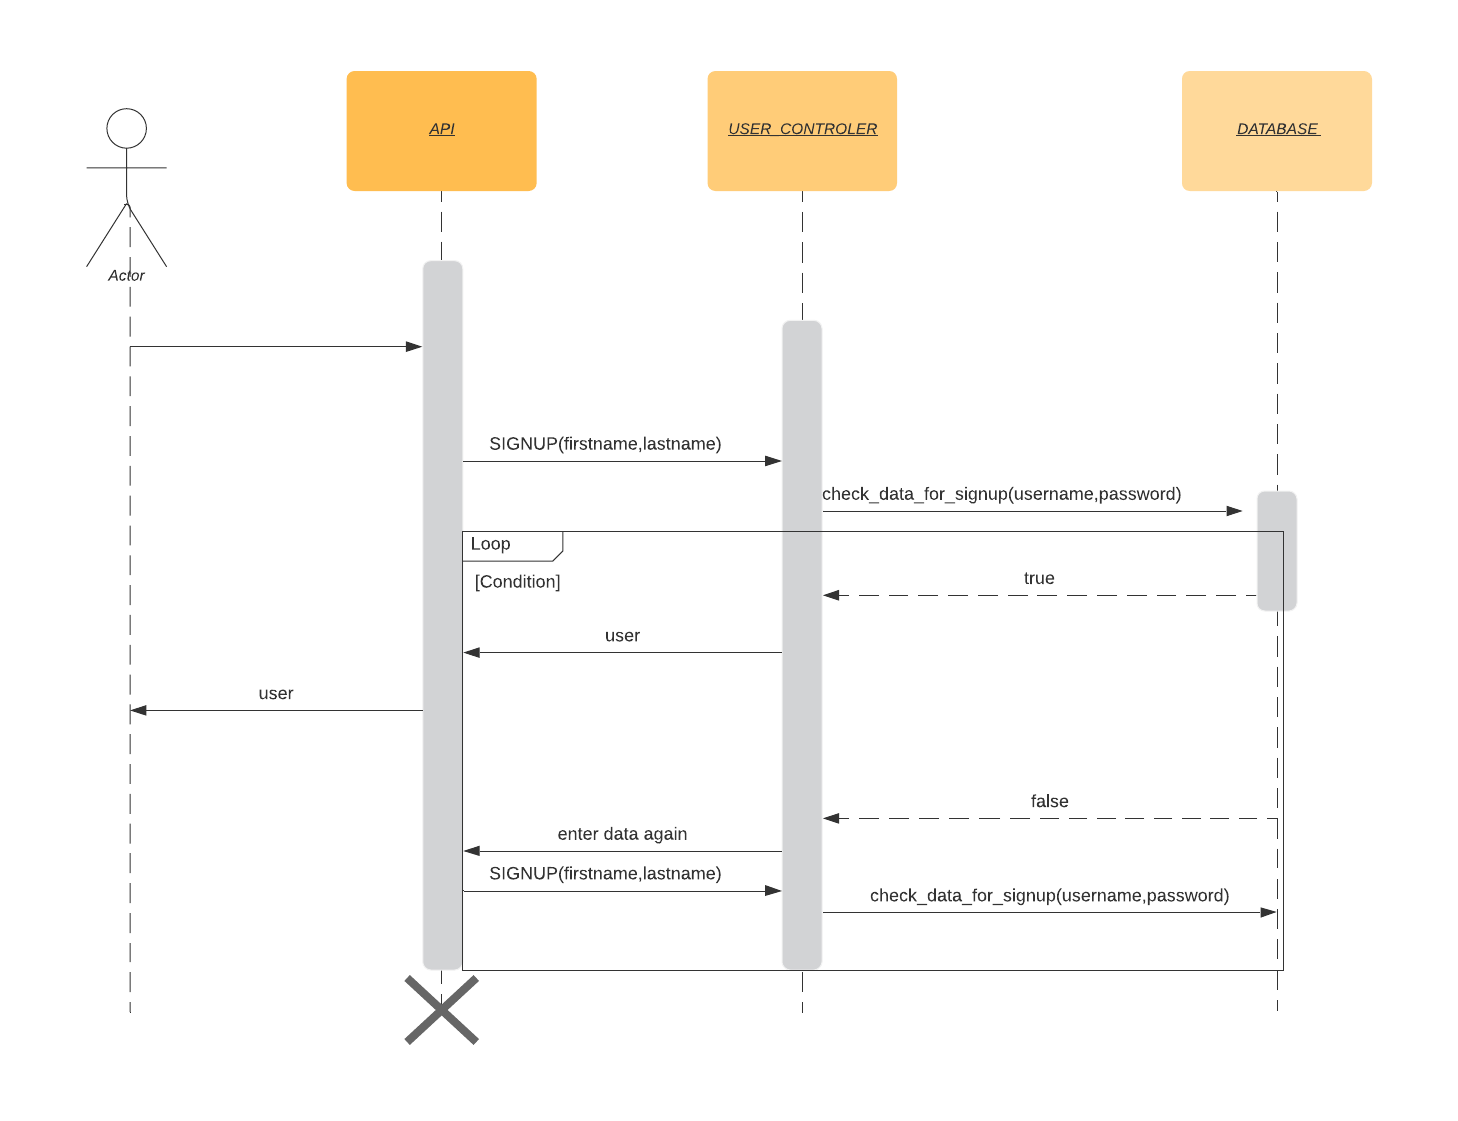 API
USER_CONTROLER
DATABASE
Actor
SIGNUP(firstname,lastname)
check_data_for_signup(username,password)
Loop
[Condition]
true
user
user
false
enter data again
SIGNUP(firstname,lastname)
check_data_for_signup(username,password)